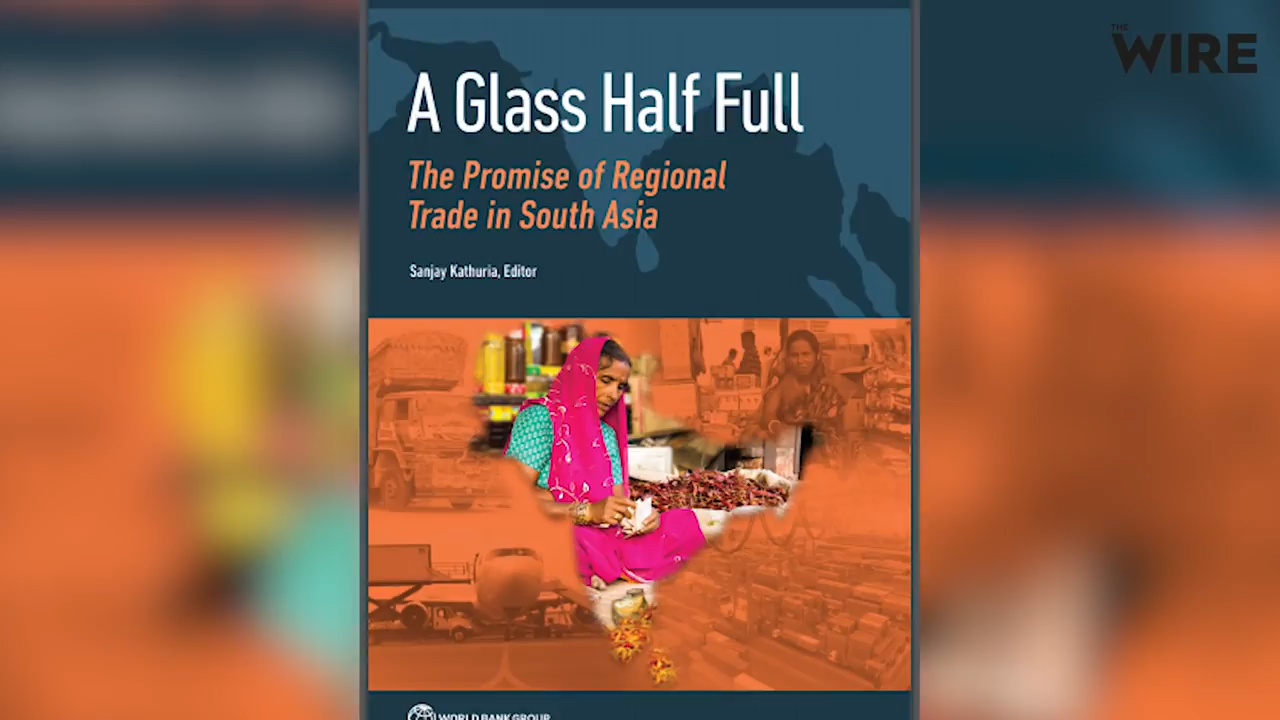 THE
WIRE
A Glass Half Full
The Promise of Regional
Trade in South Asia
Sanjay Kathuria, Editor
WORLD BANK GROUP